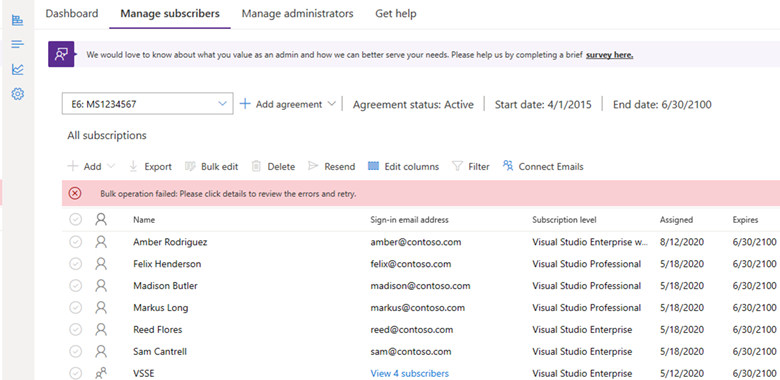 Dashboard Manage subscribers Manage administrators Get help
We would love to know about what you value as an admin and how we can better serve your needs. Please help us by completing a brief survey here.
E6: MS1234567 Add agreement Agreement status: Active Start date: 4/1/2015 End date: 6/30/2100
All subscriptions
Add Export Bulk edit Delete Resend Edit columns Filter Connect Emails
Bulk operation failed: Please click details to review the errors and retry.
Name Sign-in email address Subscription level Assigned Expires
Amber Rodriguez amber@contoso.com Visual Studio Enterprise w... 8/12/2020 6/30/2100
Felix Henderson felix@contoso.com Visual Studio Professional 5/18/2020 6/30/2100
Madison Butler madison@contoso.com Visual Studio Professional 5/18/2020 6/30/2100
Markus Long markus@contoso.com Visual Studio Professional 5/18/2020 6/30/2100
Reed Flores reed@contoso.com Visual Studio Enterprise 5/18/2020 6/30/2100
Sam Cantrell sam@contoso.com Visual Studio Enterprise 5/18/2020 6/30/2100
VSSE View 4 subscribers Visual Studio Enterprise 5/12/2020 6/30/2100